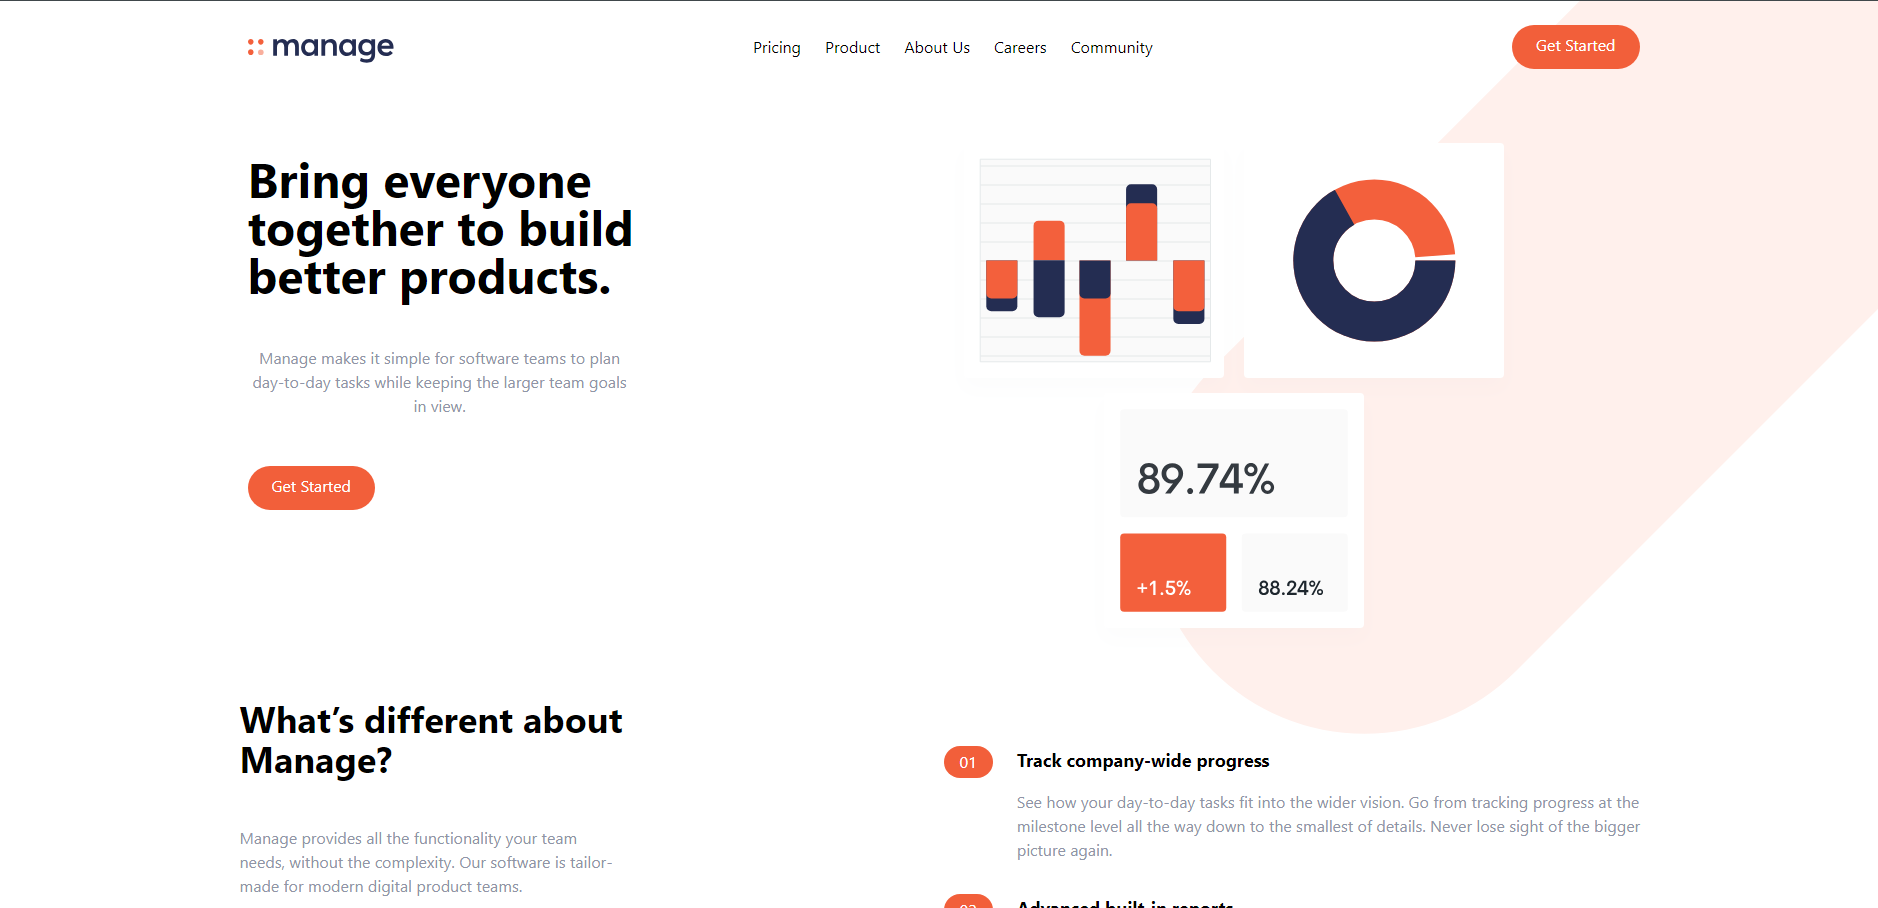 manage
Pricing Product About Us Careers Community
Get Started
Bring everyone
together to build
better products.
Manage makes it simple for software teams to plan
day-to-day tasks while keeping the larger team goals
in view.
Get Started
89.74%
+1.5%
88.24%
What’s different about
Manage?
Manage provides all the functionality your team
needs, without the complexity. Our software is tailor-
made for modern digital product teams.
01
Track company-wide progress
See how your day-to-day tasks fit into the wider vision. Go from tracking progress at the
milestone level all the way down to the smallest of details. Never lose sight of the bigger
picture again.
02
Advanced built-in reports